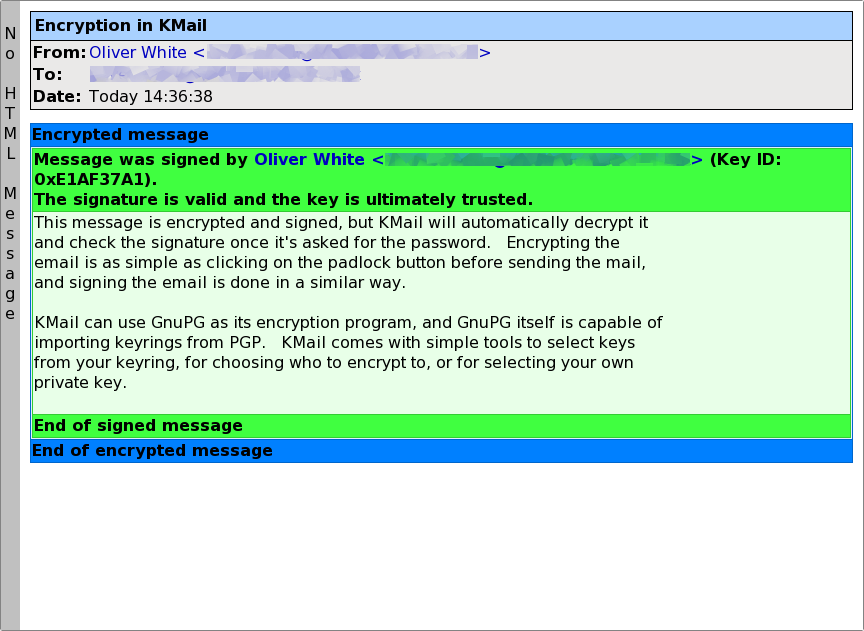 No HTML Message
Encryption in KMail
From: Oliver White < >
To:
Date: Today 14:36:38
Encrypted message
Message was signed by Oliver White < > (Key ID:
0xE1AF37A1).
The signature is valid and the key is ultimately trusted.
This message is encrypted and signed, but KMail will automatically decrypt it
and check the signature once it's asked for the password.   Encrypting the
email is as simple as clicking on the padlock button before sending the mail,
and signing the email is done in a similar way.
KMail can use GnuPG as its encryption program, and GnuPG itself is capable of
importing keyrings from PGP.   KMail comes with simple tools to select keys
from your keyring, for choosing who to encrypt to, or for selecting your own
private key.
End of signed message
End of encrypted message